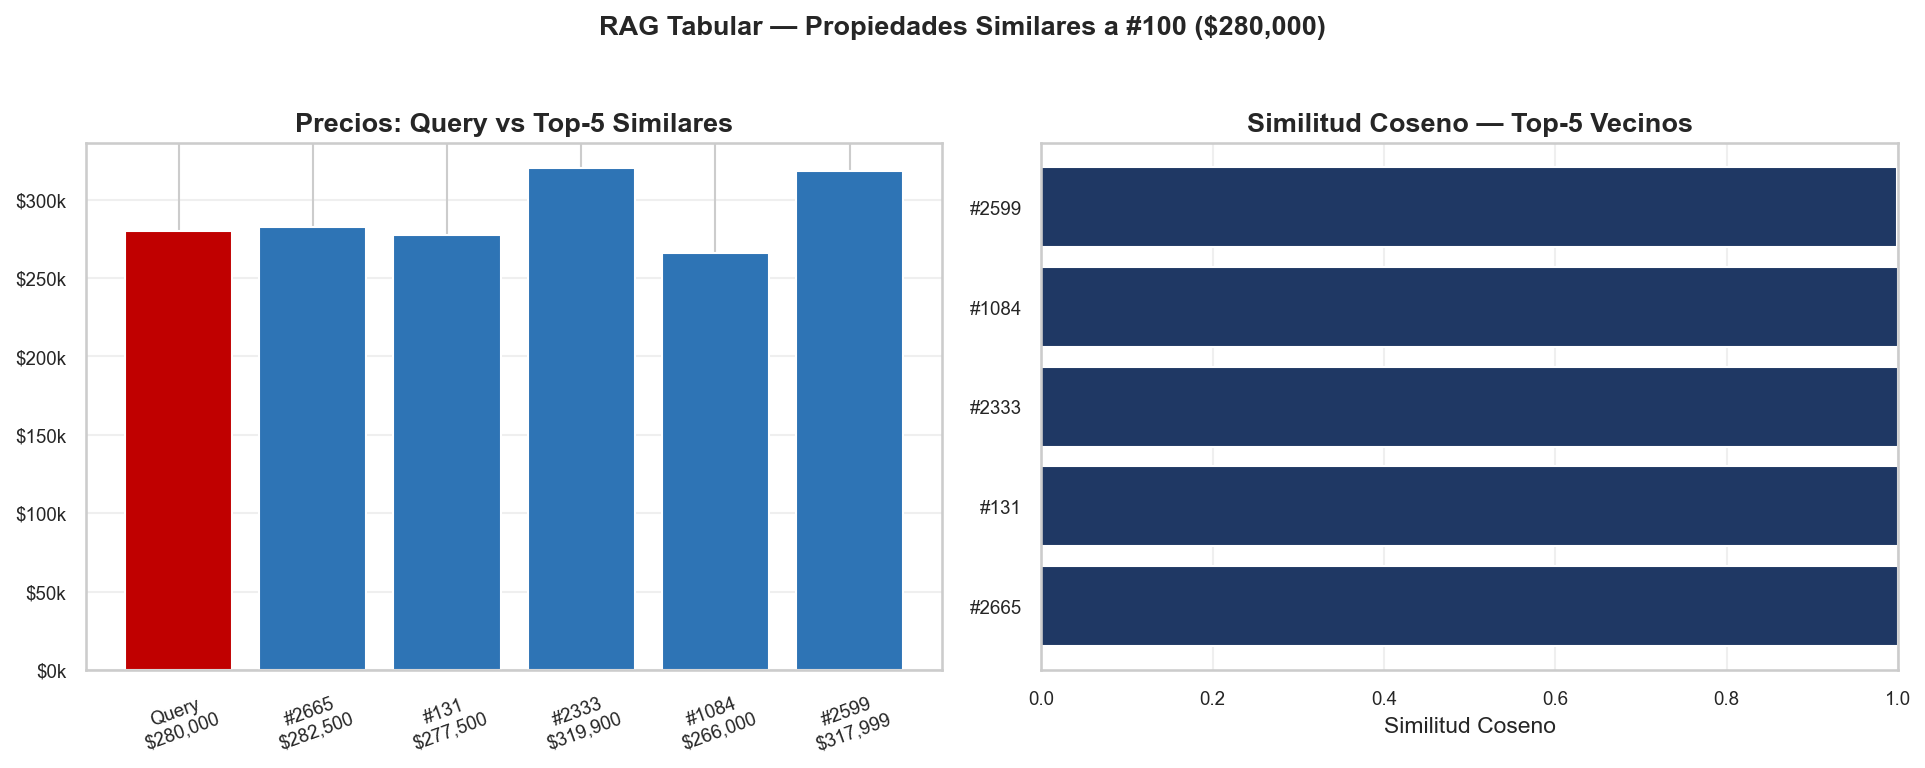 RAG Tabular — Propiedades Similares a #100 ($280,000)
Precios: Query vs Top-5 Similares
$300k
$250k
$200k
$150k
$100k
$50k
$0k
Query
$280,000
#2665
$282,500
#131
$277,500
#2333
$319,900
#1084
$266,000
#2599
$317,999
Similitud Coseno — Top-5 Vecinos
#2599
#1084
#2333
#131
#2665
0.0
0.2
0.4
0.6
0.8
1.0
Similitud Coseno